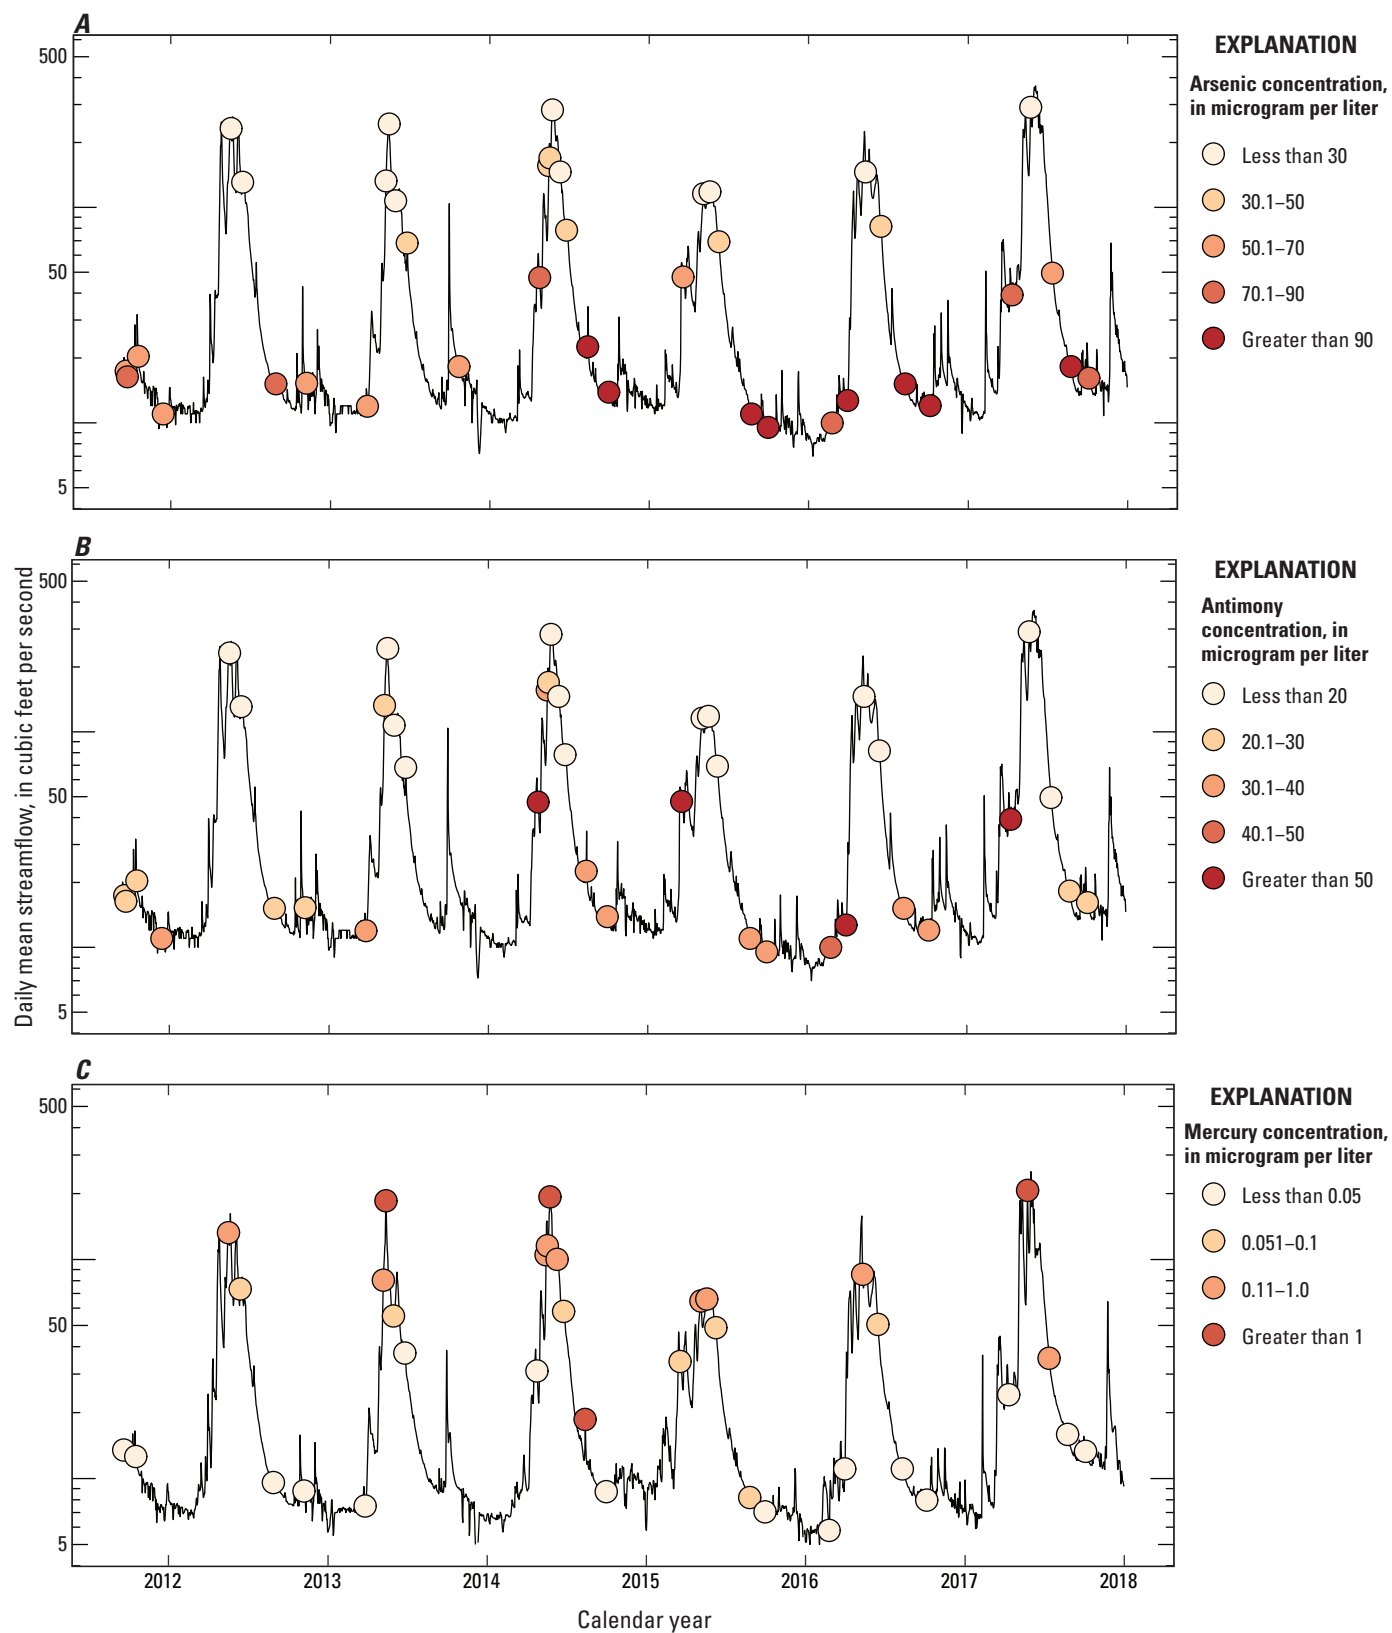 A
500
50
5
EXPLANATION
Arsenic concentration,
in microgram per liter
Less than 30
30.1–50
50.1–70
70.1–90
Greater than 90
B
Daily mean streamflow, in cubic feet per second
500
50
5
EXPLANATION
Antimony
concentration, in
microgram per liter
Less than 20
20.1–30
30.1–40
40.1–50
Greater than 50
C
500
50
5
EXPLANATION
Mercury concentration,
in microgram per liter
Less than 0.05
0.051–0.1
0.11–1.0
Greater than 1
2012 2013 2014 2015 2016 2017 2018
Calendar year